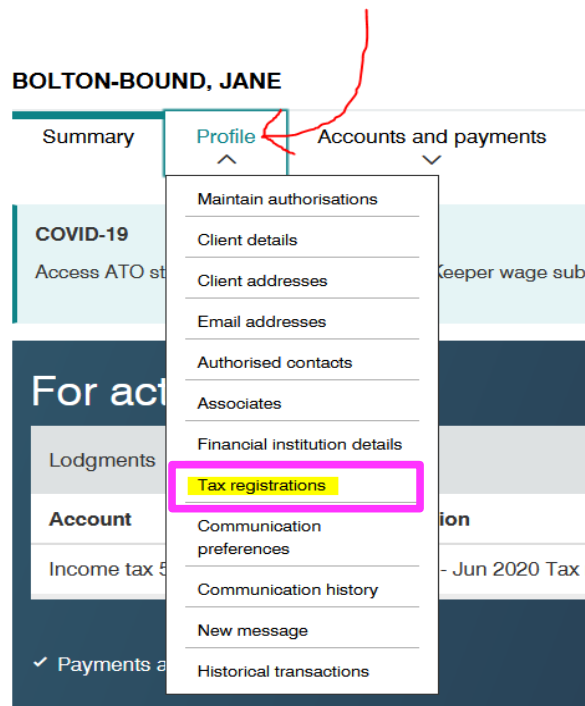 BOLTON-BOUND, JANE
Summary Profile Accounts and payments
Maintain authorisations
COVID-19
Client details
Access ATO st Keeper wage sub
Client addresses
Email addresses
Authorised contacts
For act
Associates
Financial institution details
Lodgments
Tax registrations
Account ion
Communication
preferences
Income tax 5 - Jun 2020 Tax
Communication history
New message
Payments a
Historical transactions